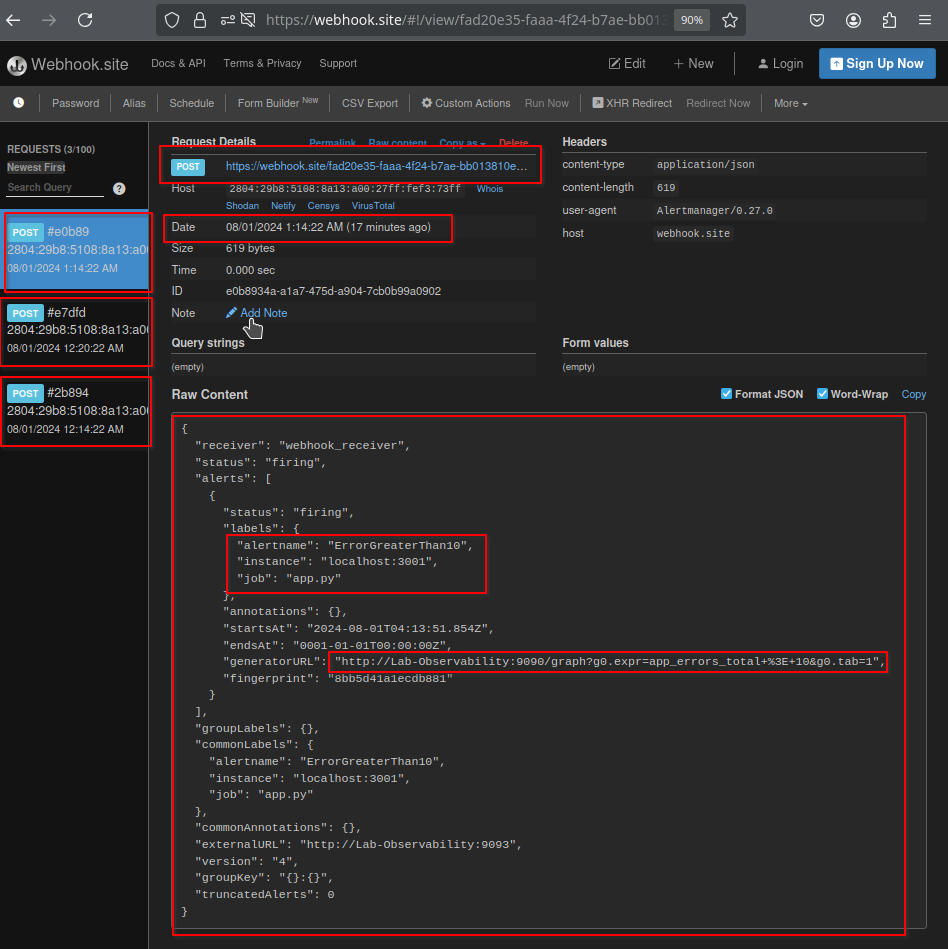 https://webhook.site/#!/view/fad20e35-faaa-4f24-b7ae-bb013 90%
Webhook.site Docs & API Terms & Privacy Support Edit + New Login Sign Up Now
Password Alias Schedule Form Builder New CSV Export Custom Actions Run Now XHR Redirect Redirect Now More
REQUESTS (3/100)
Newest First
Search Query ?
POST #e0b89
2804:29b8:5108:8a13:a00
08/01/2024 1:14:22 AM
POST #e7dfd
2804:29b8:5108:8a13:a00
08/01/2024 12:20:22 AM
POST #2b894
2804:29b8:5108:8a13:a00
08/01/2024 12:14:22 AM
Request Details Permalink Raw content Copy as Delete
POST https://webhook.site/fad20e35-faaa-4f24-b7ae-bb013810e...
Host 2804:29b8:5108:8a13:a00:27ff:fef3:73ff Whois
Shodan Netify Censys VirusTotal
Date 08/01/2024 1:14:22 AM (17 minutes ago)
Size 619 bytes
Time 0.000 sec
ID e0b8934a-a1a7-475d-a904-7cb0b99a0902
Note Add Note
Headers
content-type application/json
content-length 619
user-agent Alertmanager/0.27.0
host webhook.site
Query strings
(empty)
Form values
(empty)
Raw Content Format JSON Word-Wrap Copy
{
"receiver": "webhook_receiver",
"status": "firing",
"alerts": [
{
"status": "firing",
"labels": {
"alertname": "ErrorGreaterThan10",
"instance": "localhost:3001",
"job": "app.py"
},
"annotations": {},
"startsAt": "2024-08-01T04:13:51.854Z",
"endsAt": "0001-01-01T00:00:00Z",
"generatorURL": "http://Lab-Observability:9090/graph?g0.expr=app_errors_total+%3E+10&g0.tab=1",
"fingerprint": "8bb5d41a1ecdb881"
}
],
"groupLabels": {},
"commonLabels": {
"alertname": "ErrorGreaterThan10",
"instance": "localhost:3001",
"job": "app.py"
},
"commonAnnotations": {},
"externalURL": "http://Lab-Observability:9093",
"version": "4",
"groupKey": "{}:{}",
"truncatedAlerts": 0
}